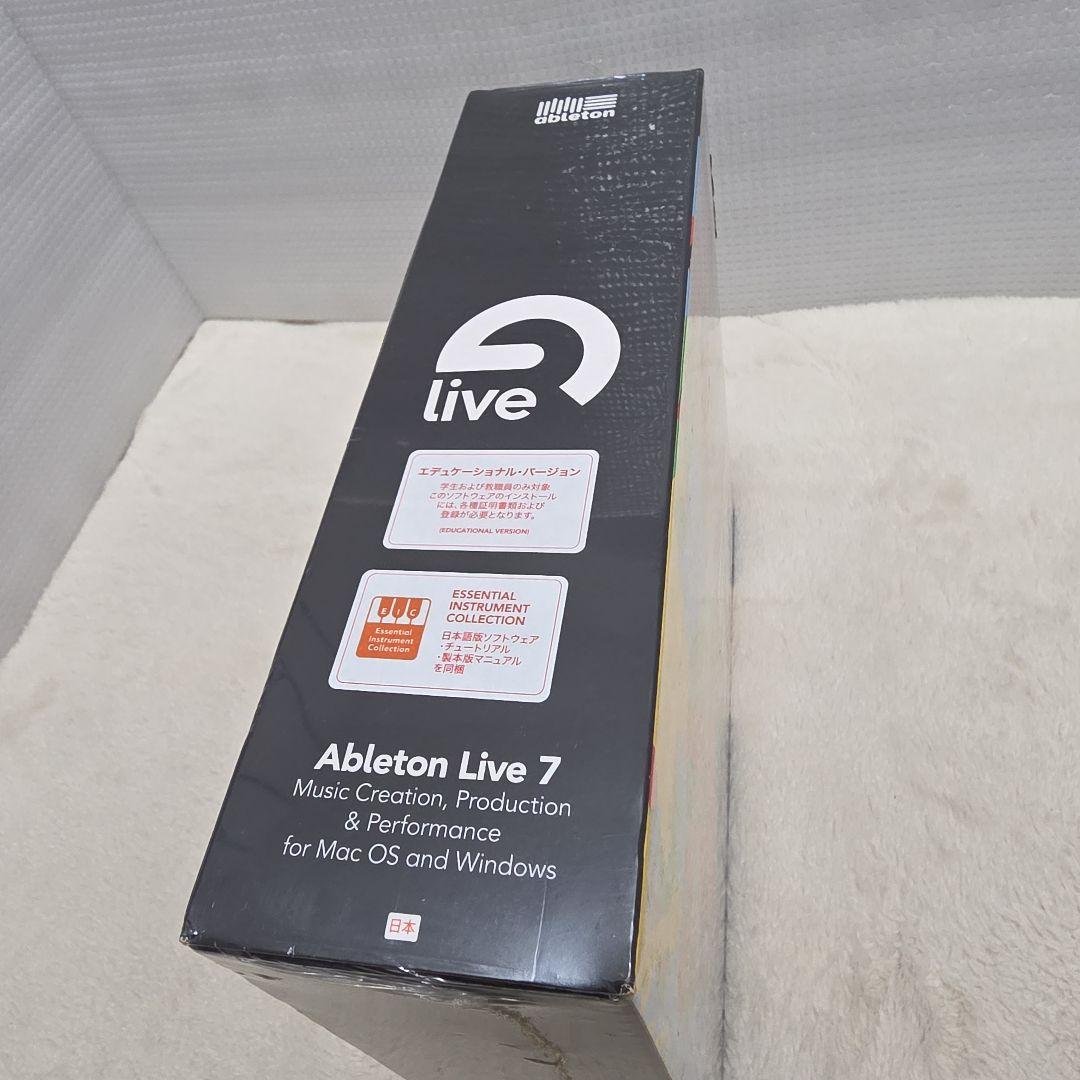 ableton
live
エデュケーショナル・バージョン
学生および教職員のみ対象
このソフトウェアのインストール
には、各種証明書類および
登録が必要となります。
(EDUCATIONAL VERSION)
E I C
Essential
Instrument
Collection
ESSENTIAL
INSTRUMENT
COLLECTION
日本語版ソフトウェア
・チュートリアル
・製本版マニュアル
を同梱
Ableton Live 7
Music Creation, Production
& Performance
for Mac OS and Windows
日本